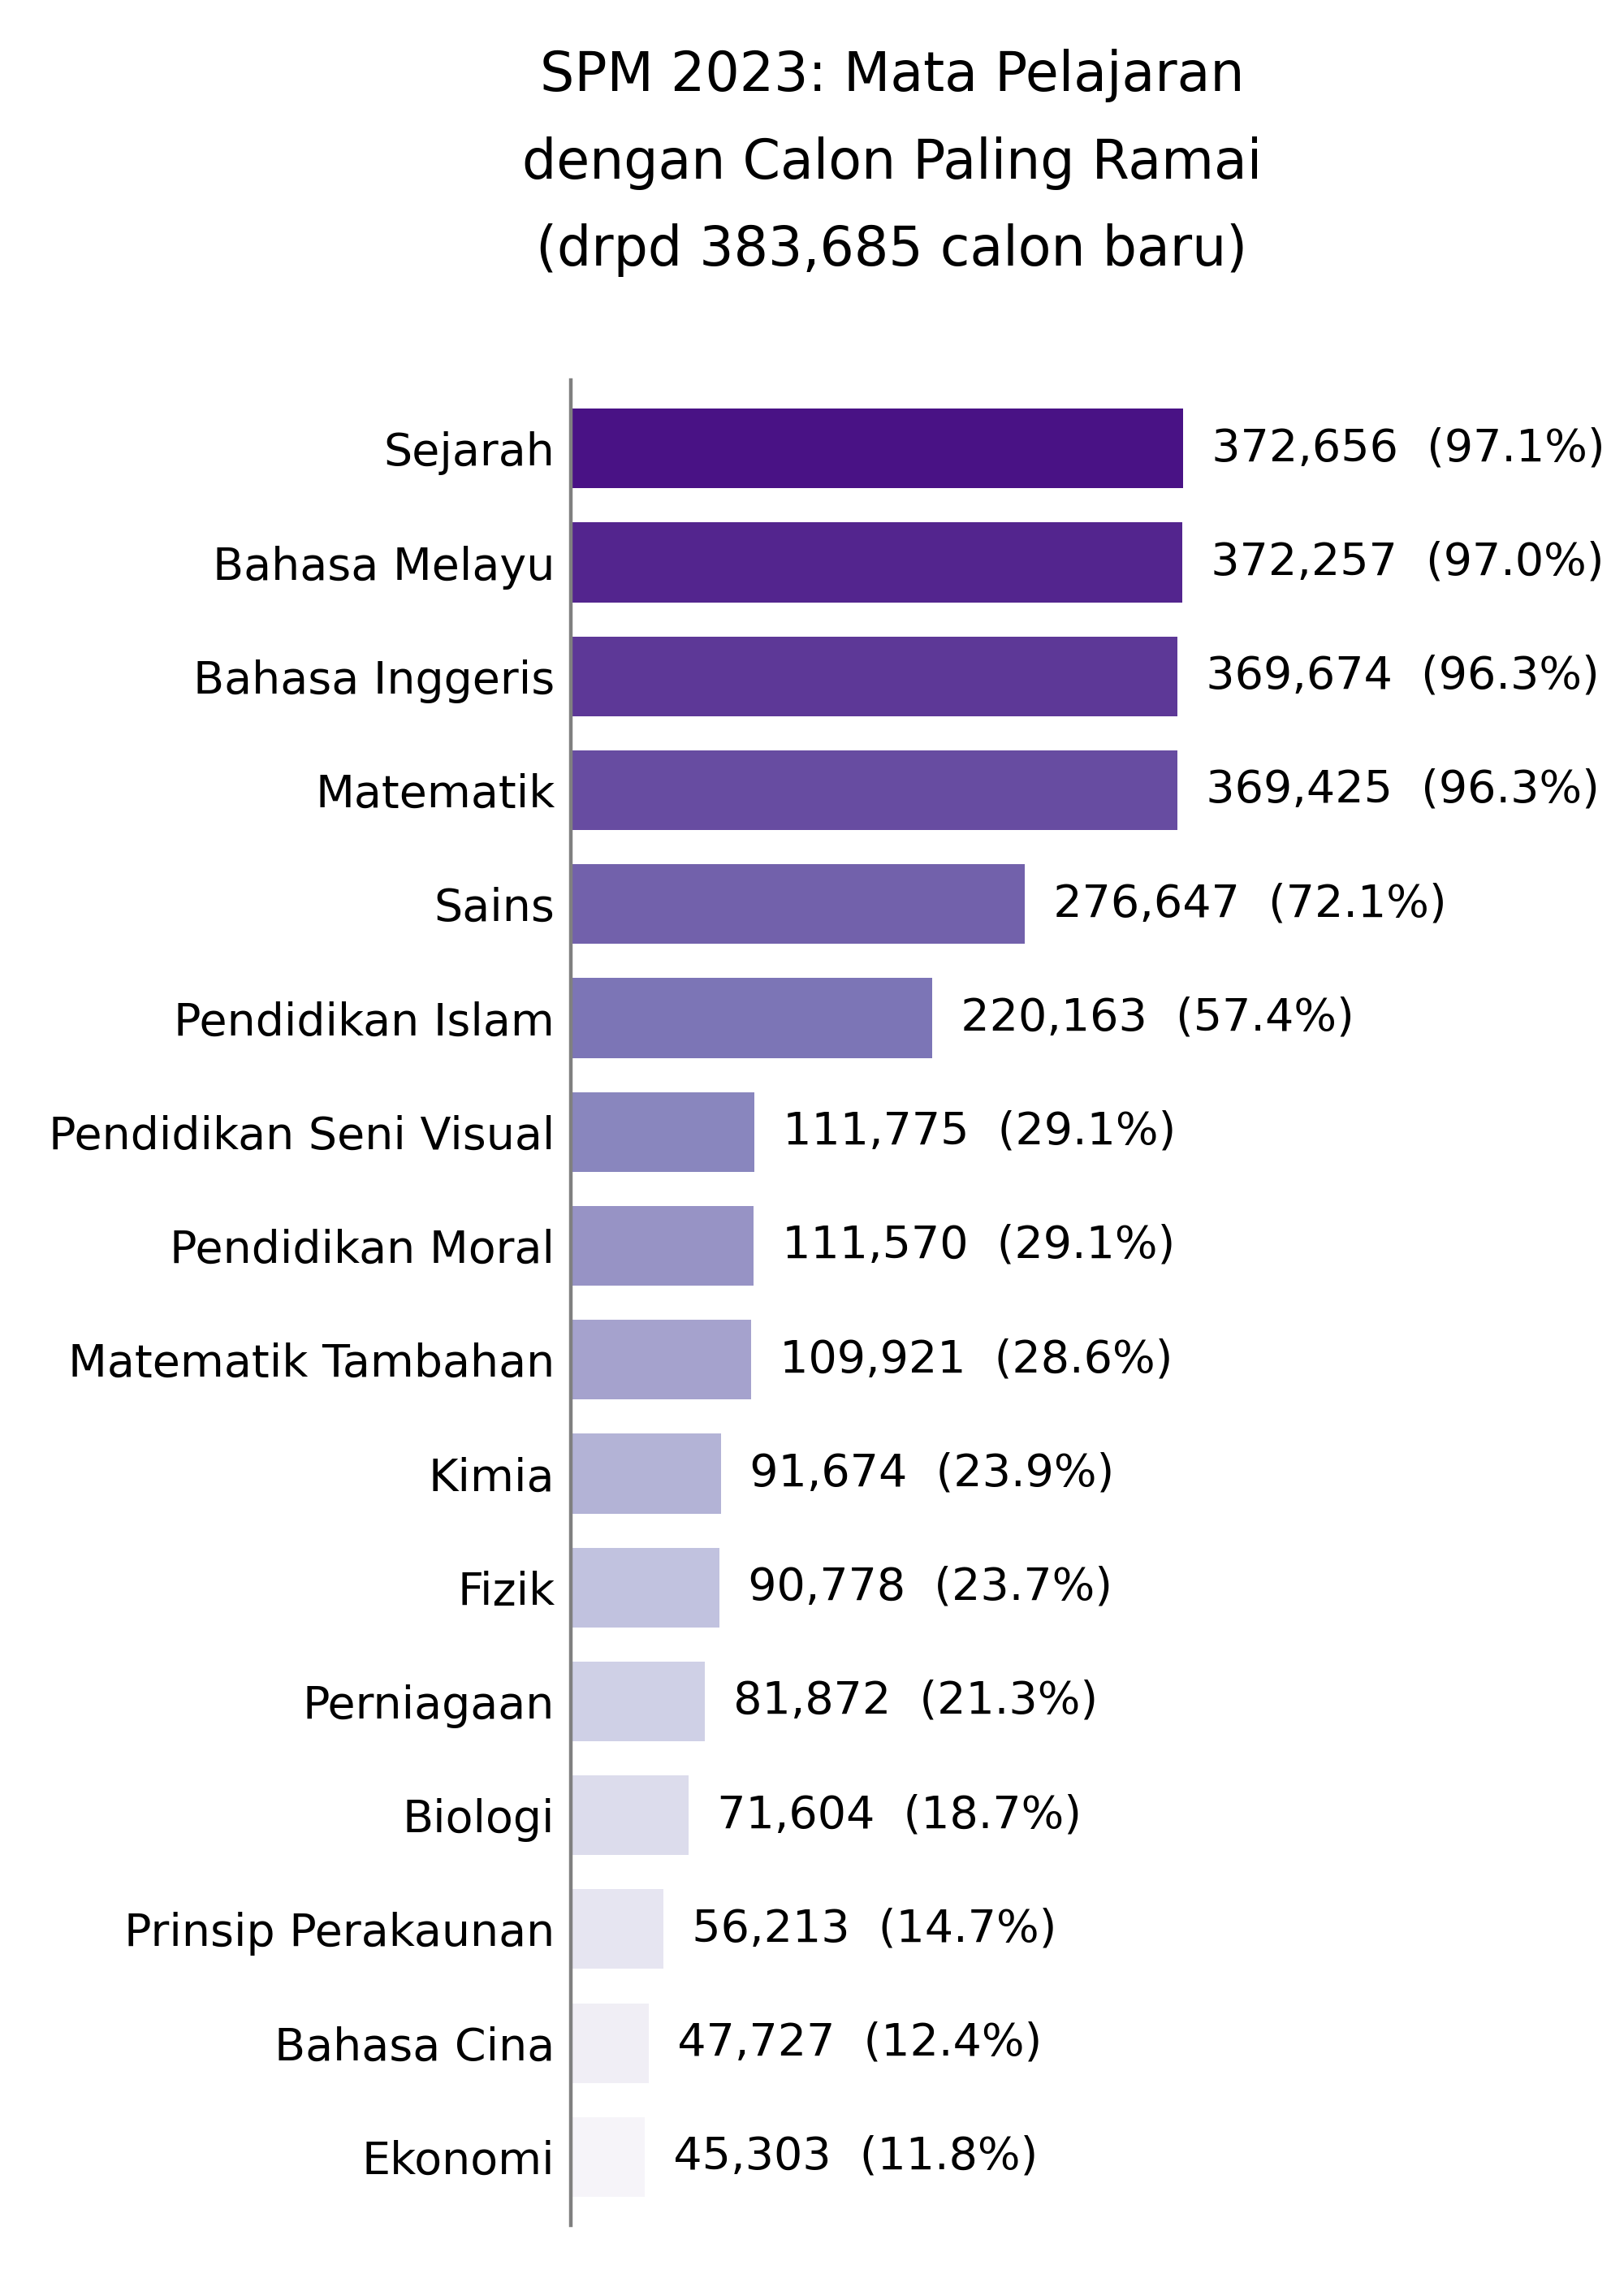 SPM 2023: Mata Pelajaran
dengan Calon Paling Ramai
(drpd 383,685 calon baru)
Sejarah 372,656 (97.1%)
Bahasa Melayu 372,257 (97.0%)
Bahasa Inggeris 369,674 (96.3%)
Matematik 369,425 (96.3%)
Sains 276,647 (72.1%)
Pendidikan Islam 220,163 (57.4%)
Pendidikan Seni Visual 111,775 (29.1%)
Pendidikan Moral 111,570 (29.1%)
Matematik Tambahan 109,921 (28.6%)
Kimia 91,674 (23.9%)
Fizik 90,778 (23.7%)
Perniagaan 81,872 (21.3%)
Biologi 71,604 (18.7%)
Prinsip Perakaunan 56,213 (14.7%)
Bahasa Cina 47,727 (12.4%)
Ekonomi 45,303 (11.8%)